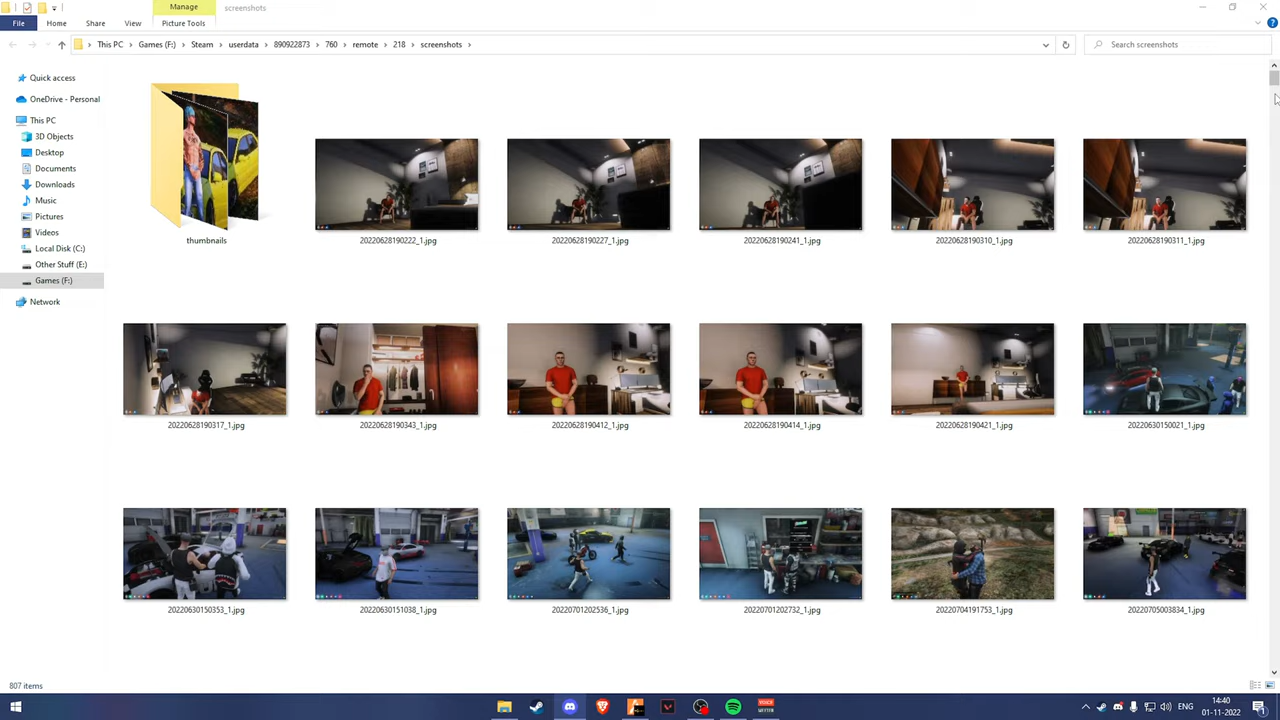 Manage
screenshots
File
Home
Share
View
Picture Tools
This PC
Games (F:)
Steam
userdata
890922873
760
remote
218
screenshots
Search screenshots
Quick access
OneDrive - Personal
This PC
3D Objects
Desktop
Documents
Downloads
Music
Pictures
Videos
Local Disk (C:)
Other Stuff (E:)
Games (F:)
Network
thumbnails
20220628190222_1.jpg
20220628190227_1.jpg
20220628190241_1.jpg
20220628190310_1.jpg
20220628190311_1.jpg
20220628190317_1.jpg
20220628190343_1.jpg
20220628190412_1.jpg
20220628190414_1.jpg
20220628190421_1.jpg
20220630150021_1.jpg
20220630150353_1.jpg
20220630151038_1.jpg
20220701202536_1.jpg
20220701202732_1.jpg
20220704191753_1.jpg
20220705003834_1.jpg
807 items
VOICE
MEETER
ENG
14:40
01-11-2022
1